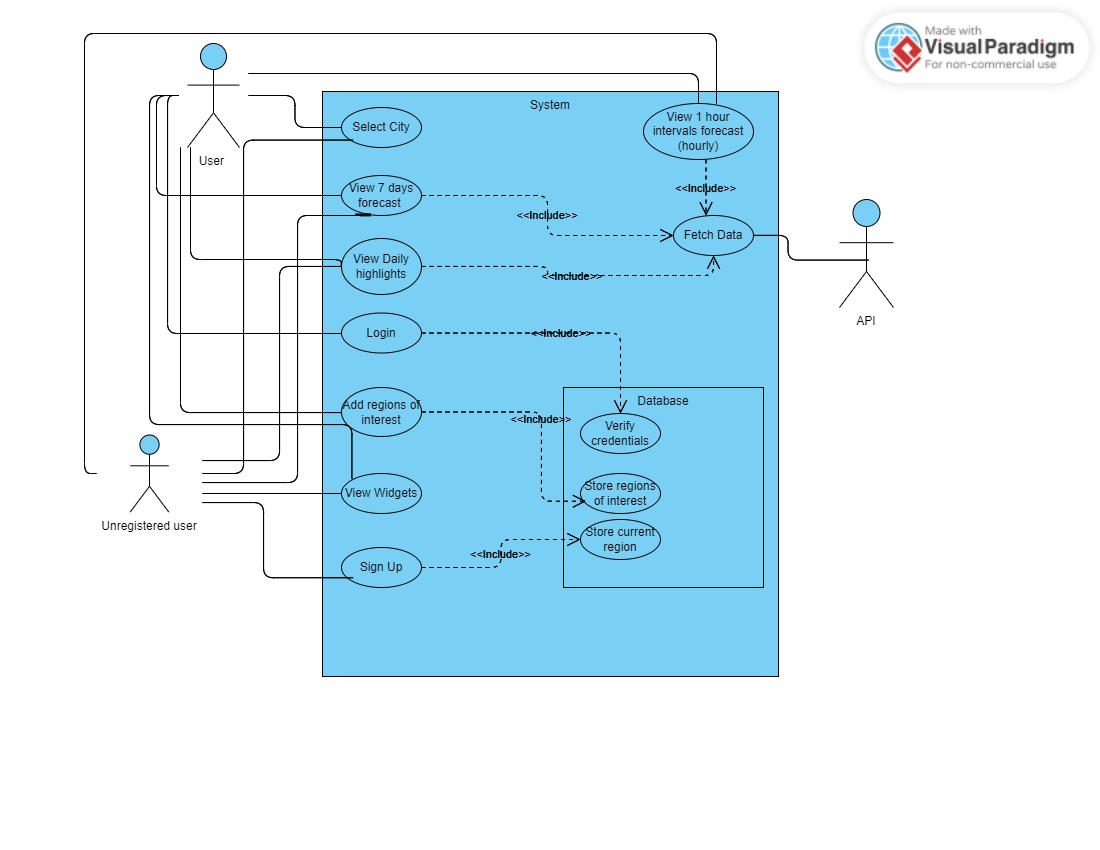 Made with
Visual Paradigm
For non-commercial use
System
User
Select City
View 1 hour
intervals forecast
(hourly)
<<Include>>
View 7 days
forecast
<<Include>>
Fetch Data
View Daily
highlights
<<Include>>
API
Login
<<Include>>
Database
Add regions of
interest
<<Include>>
Verify
credentials
Unregistered user
View Widgets
Store regions
of interest
Store current
region
<<Include>>
Sign Up